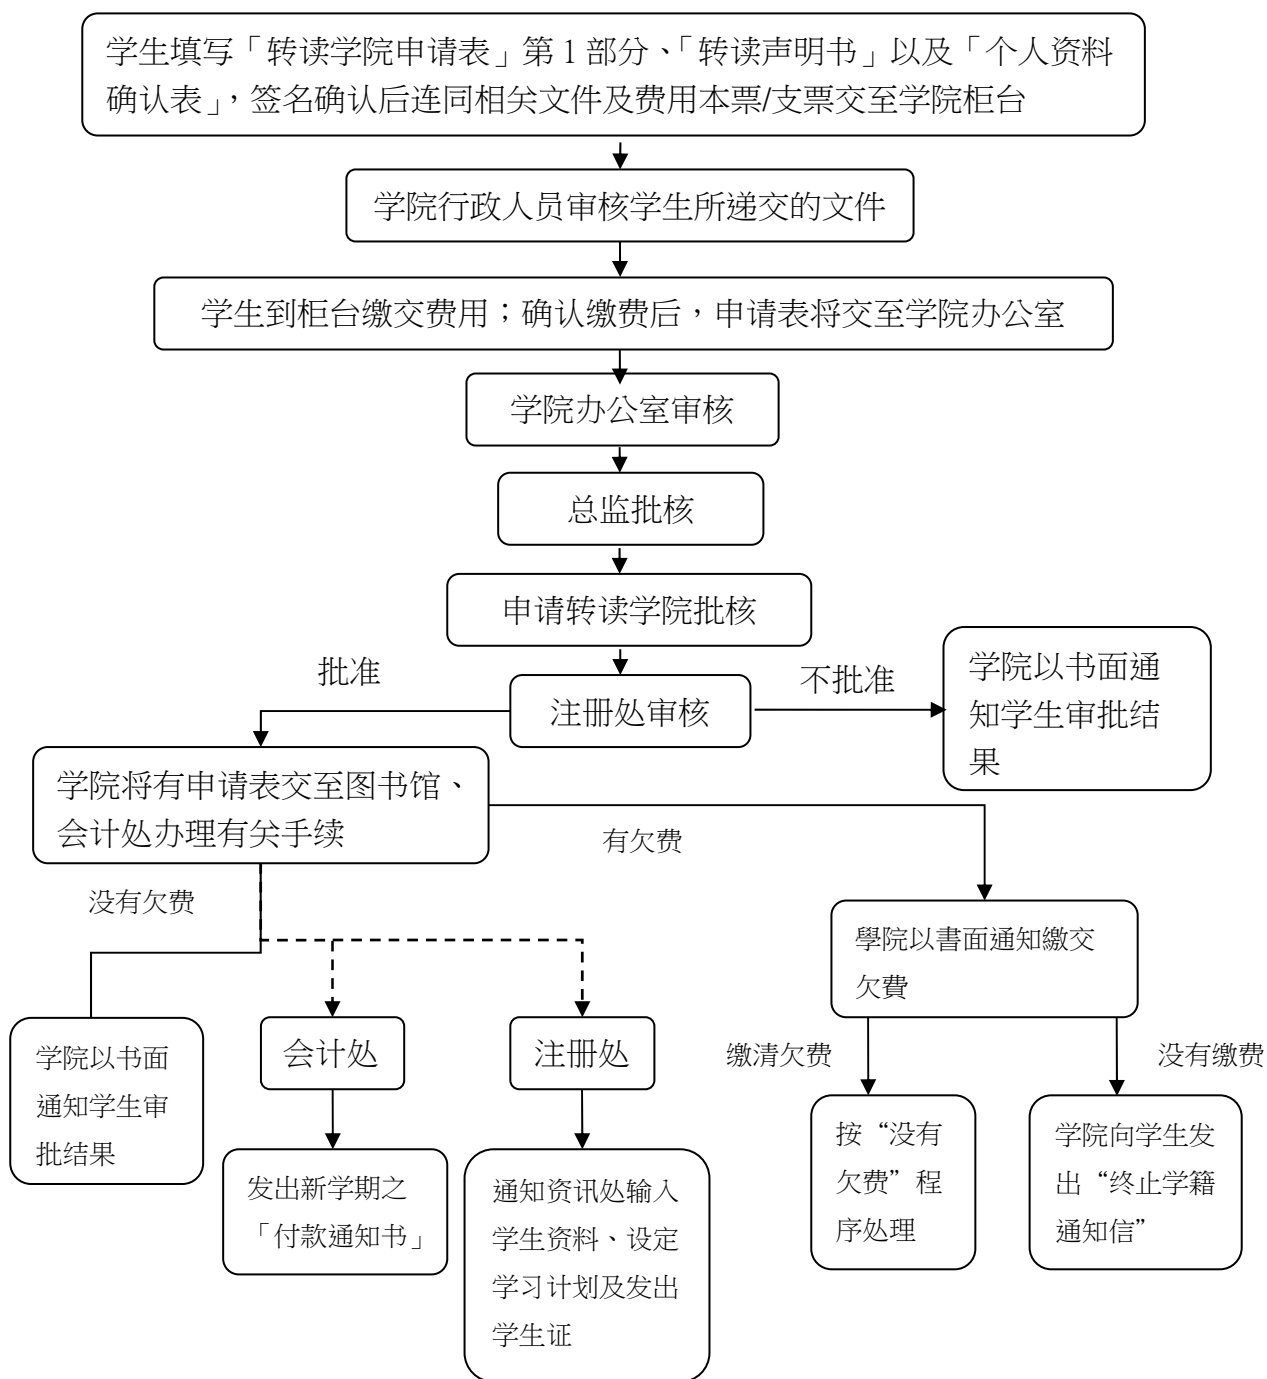 学生填写「转读学院申请表」第 1 部分、「转读声明书」以及「个人资料
确认表」，签名确认后连同相关文件及费用本票/支票交至学院柜台
学院行政人员审核学生所递交的文件
学生到柜台缴交费用；确认缴费后，申请表将交至学院办公室
学院办公室审核
总监批核
申请转读学院批核
批准
注册处审核
不批准
学院以书面通
知学生审批结
果
学院将有申请表交至图书馆、
会计处办理有关手续
有欠费
没有欠费
學院以書面通知繳交
欠費
学院以书面
通知学生审
批结果
会计处
注册处
缴清欠费
没有缴费
发出新学期之
「付款通知书」
通知资讯处输入
学生资料、设定
学习计划及发出
学生证
按“没有
欠费”程
序处理
学院向学生发
出“终止学籍
通知信”